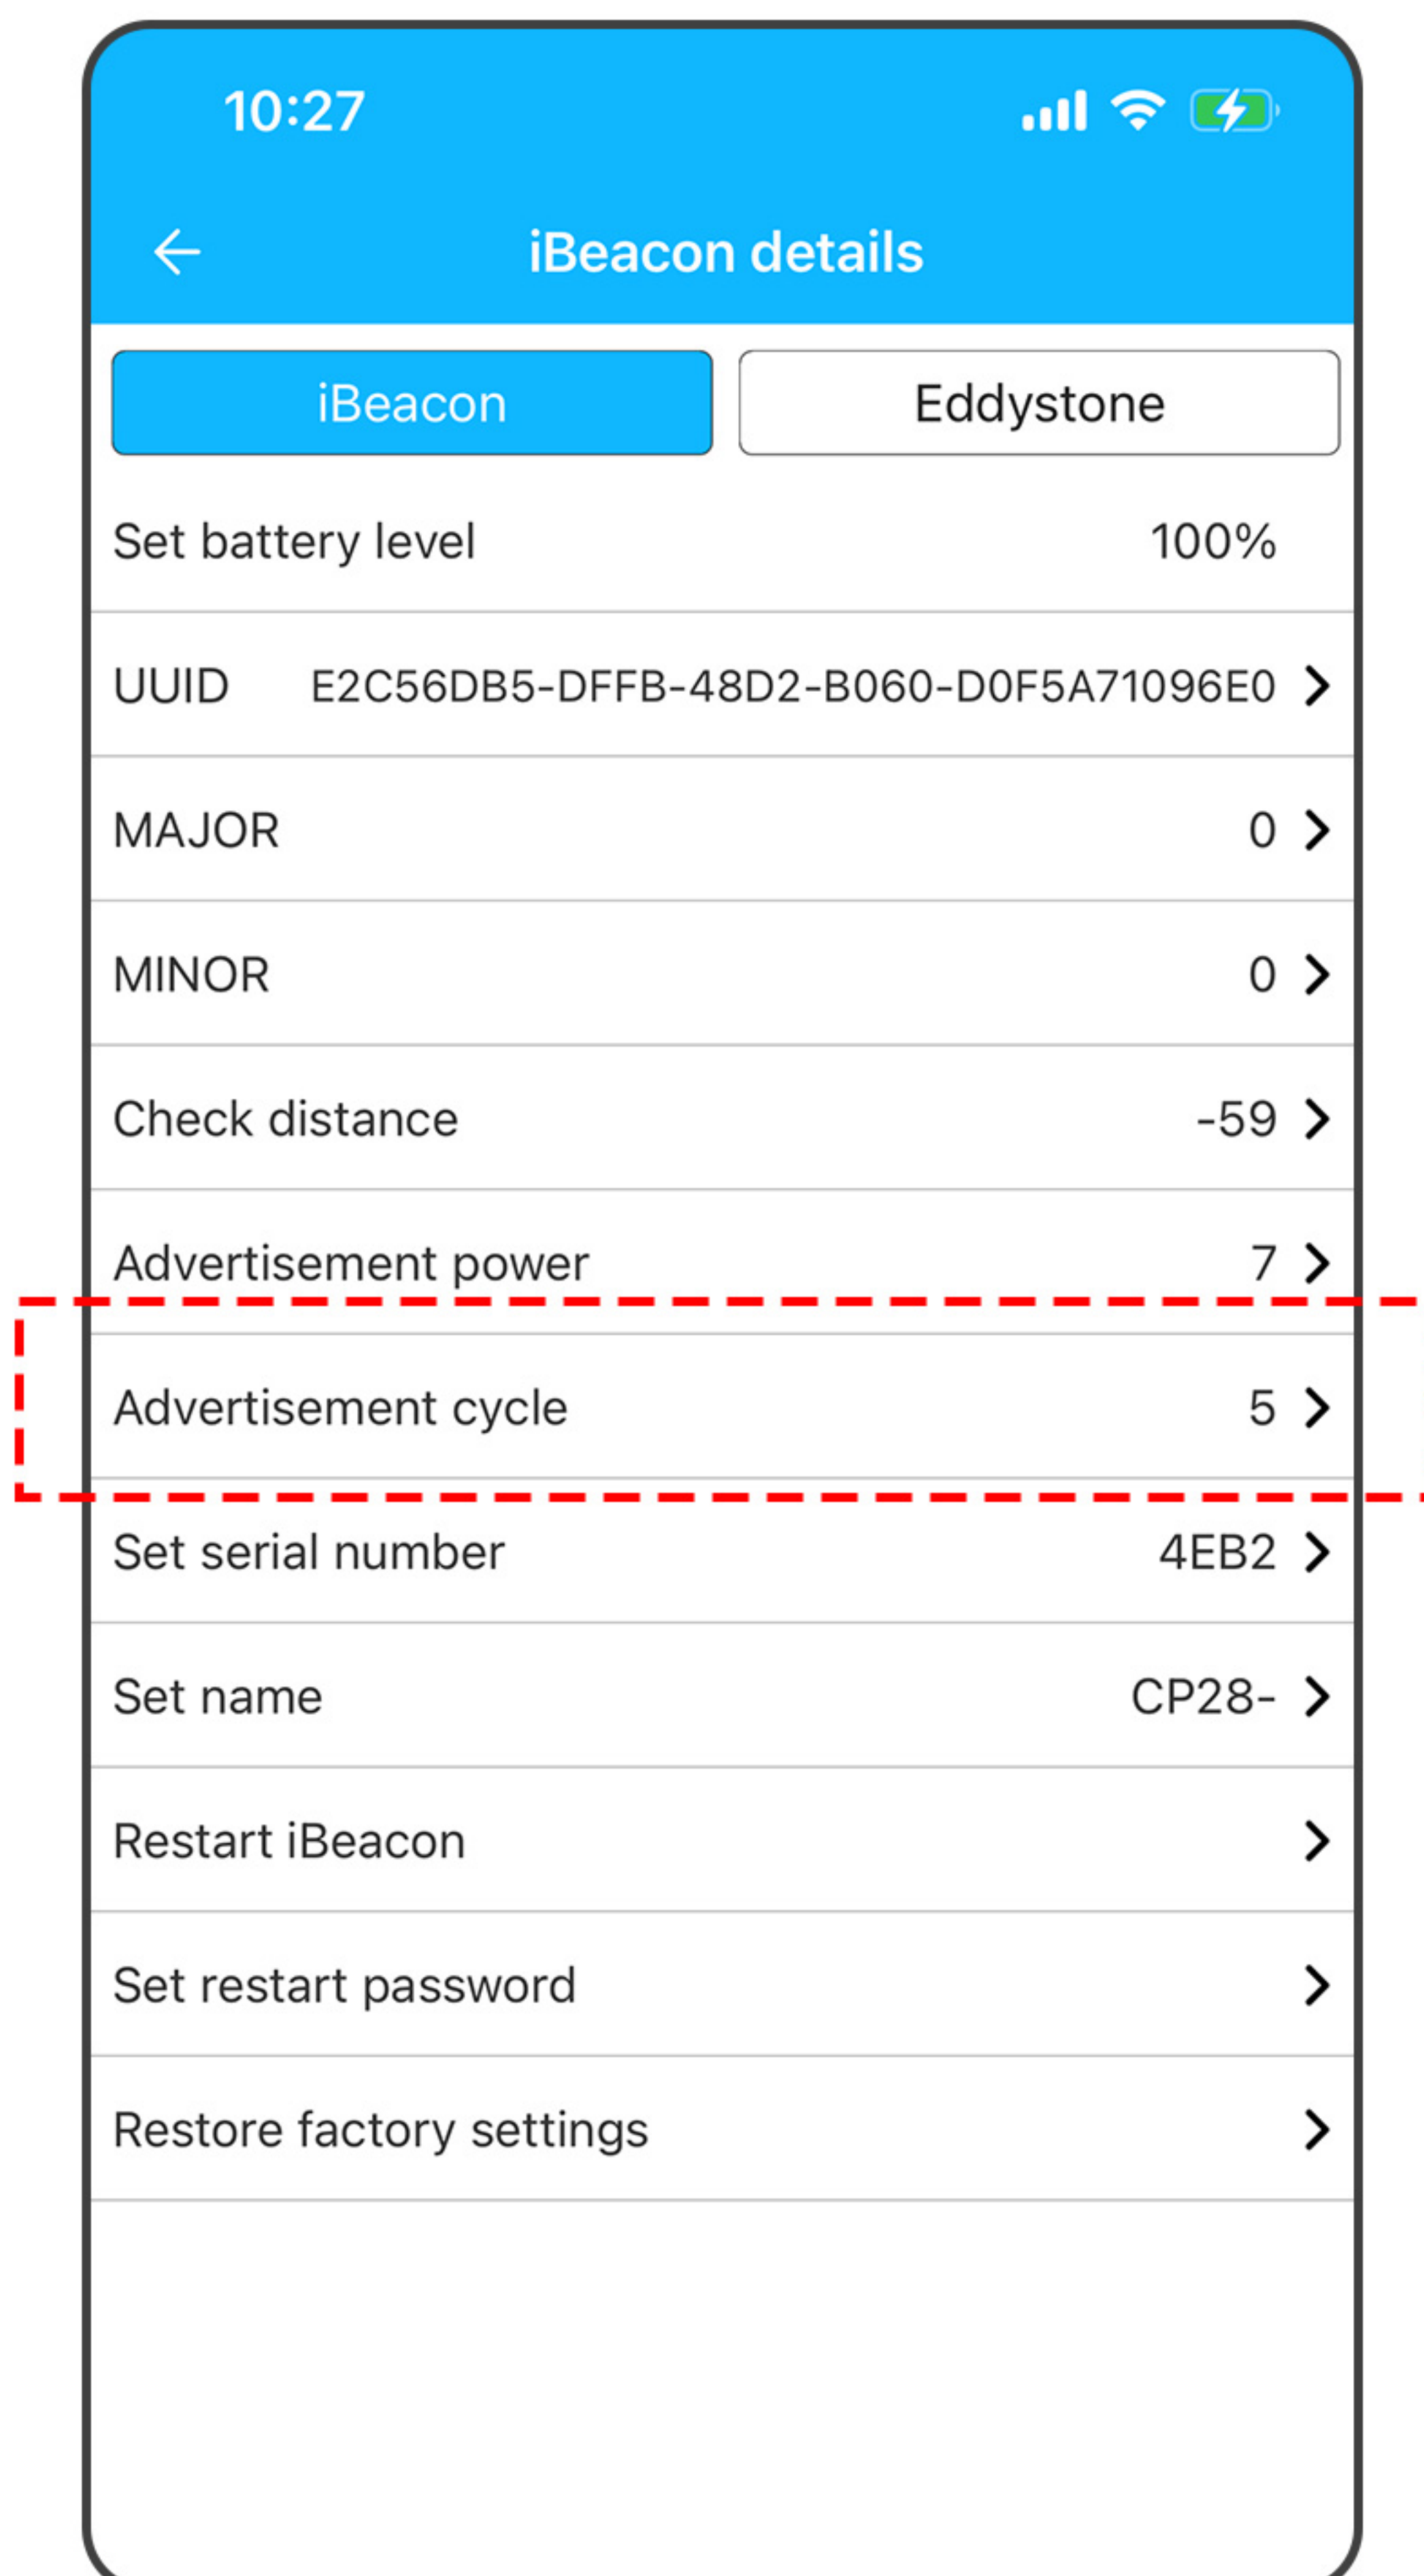 10:27
iBeacon details
iBeacon Eddystone
Set battery level 100%
UUID E2C56DB5-DFFB-48D2-B060-D0F5A71096E0
MAJOR 0
MINOR 0
Check distance -59
Advertisement power 7
Advertisement cycle 5
Set serial number 4EB2
Set name CP28-
Restart iBeacon
Set restart password
Restore factory settings